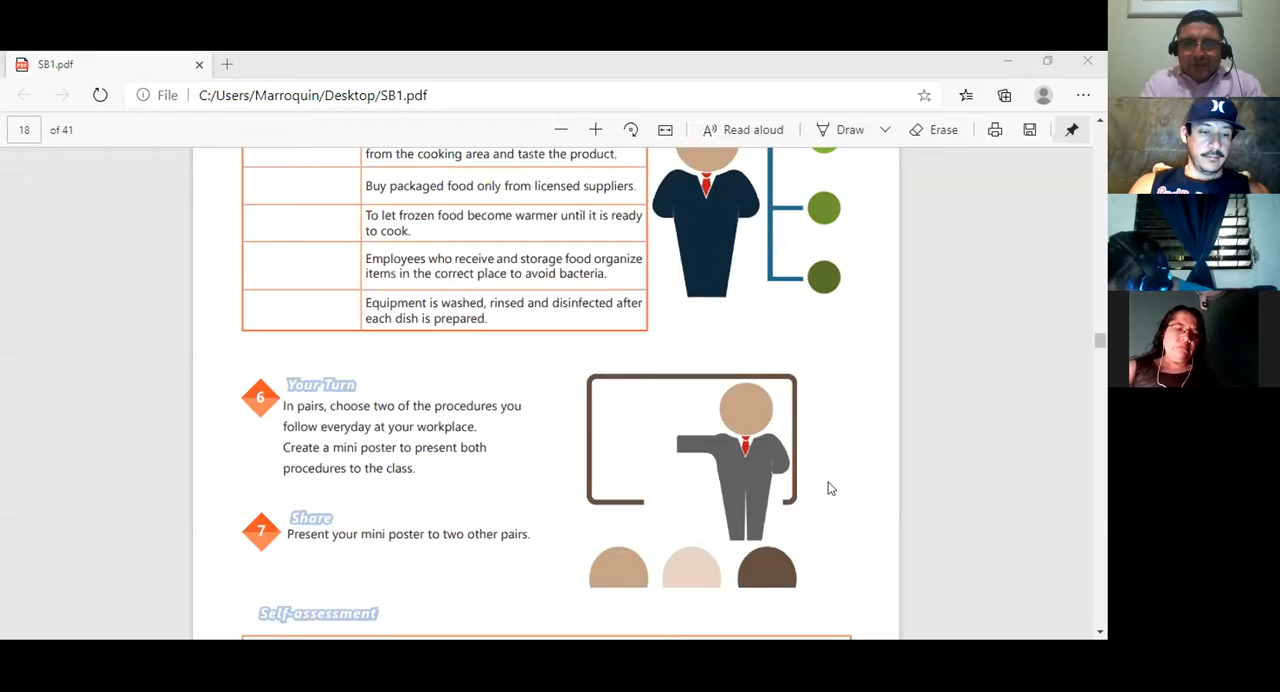 SB1.pdf
File
C:/Users/Marroquin/Desktop/SB1.pdf
18 of 41
Read aloud
Draw
Erase
from the cooking area and taste the product.
Buy packaged food only from licensed suppliers.
To let frozen food become warmer until it is ready
to cook.
Employees who receive and storage food organize
items in the correct place to avoid bacteria.
Equipment is washed, rinsed and disinfected after
each dish is prepared.
6
Your Turn
In pairs, choose two of the procedures you
follow everyday at your workplace.
Create a mini poster to present both
procedures to the class.
7
Share
Present your mini poster to two other pairs.
Self-assessment